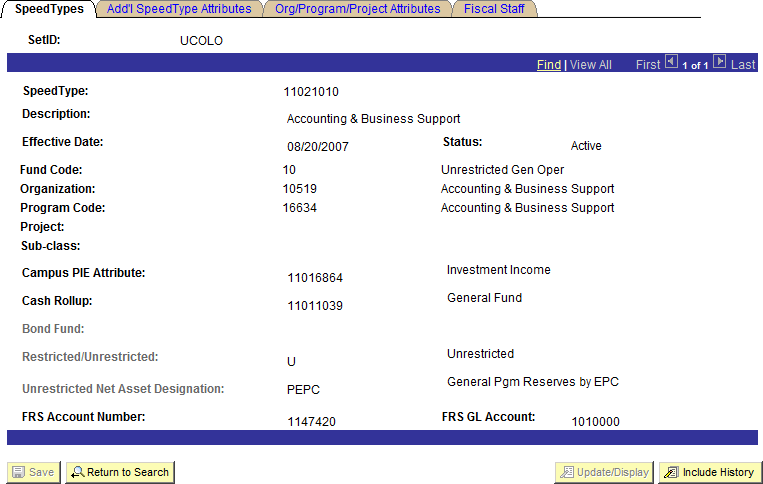 SpeedTypes Add'l SpeedType Attributes Org/Program/Project Attributes Fiscal Staff
SetID: UCOLO
Find | View All First 1 of 1 Last
SpeedType: 11021010
Description: Accounting & Business Support
Effective Date: 08/20/2007 Status: Active
Fund Code: 10 Unrestricted Gen Oper
Organization: 10519 Accounting & Business Support
Program Code: 16634 Accounting & Business Support
Project:
Sub-class:
Campus PIE Attribute: 11016864 Investment Income
Cash Rollup: 11011039 General Fund
Bond Fund:
Restricted/Unrestricted: U Unrestricted
Unrestricted Net Asset Designation: PEPC General Pgm Reserves by EPC
FRS Account Number: 1147420 FRS GL Account: 1010000
Save Return to Search Update/Display Include History